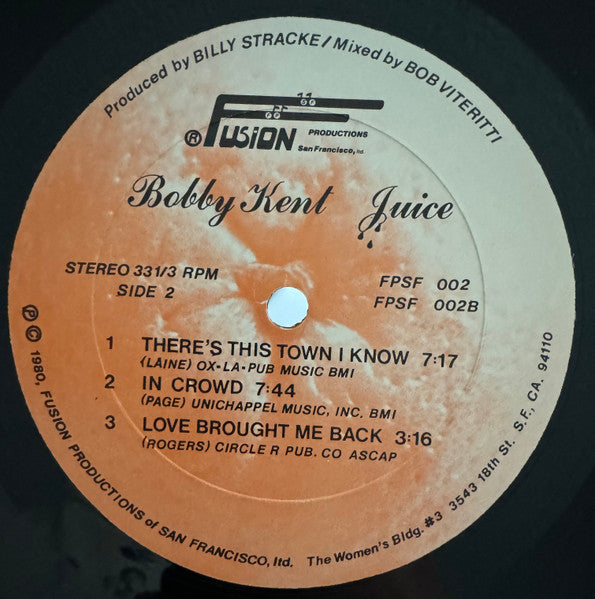 Produced by BILLY STRACKE/Mixed by BOB VITERITTI
® FUSION PRODUCTIONS
San Francisco, ltd.
Bobby Kent Juice
STEREO 331/3 RPM
SIDE 2
FPSF 002
FPSF 002B
1 THERE'S THIS TOWN I KNOW 7:17
(LAINE) OX-LA-PUB MUSIC BMI
2 IN CROWD 7:44
(PAGE) UNICHAPPEL MUSIC, INC. BMI
3 LOVE BROUGHT ME BACK 3:16
(ROGERS) CIRCLE R PUB. CO ASCAP
℗ © 1980, FUSION PRODUCTIONS of SAN FRANCISCO, ltd. The Women's Bldg. #3 3543 18th St. S.F., CA. 94110